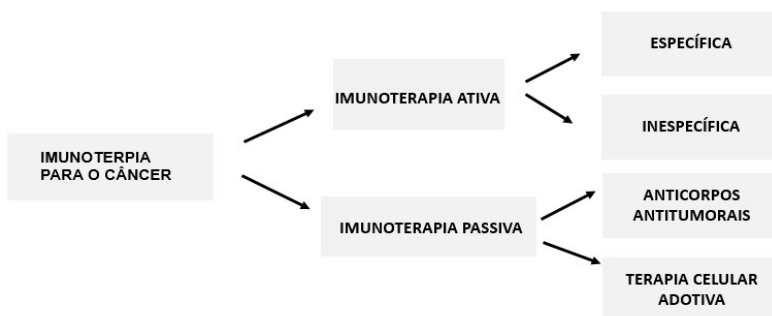 IMUNOTERPIA
PARA O CÂNCER
IMUNOTERAPIA ATIVA
ESPECÍFICA
INESPECÍFICA
IMUNOTERAPIA PASSIVA
ANTICORPOS
ANTITUMORAIS
TERAPIA CELULAR
ADOTIVA